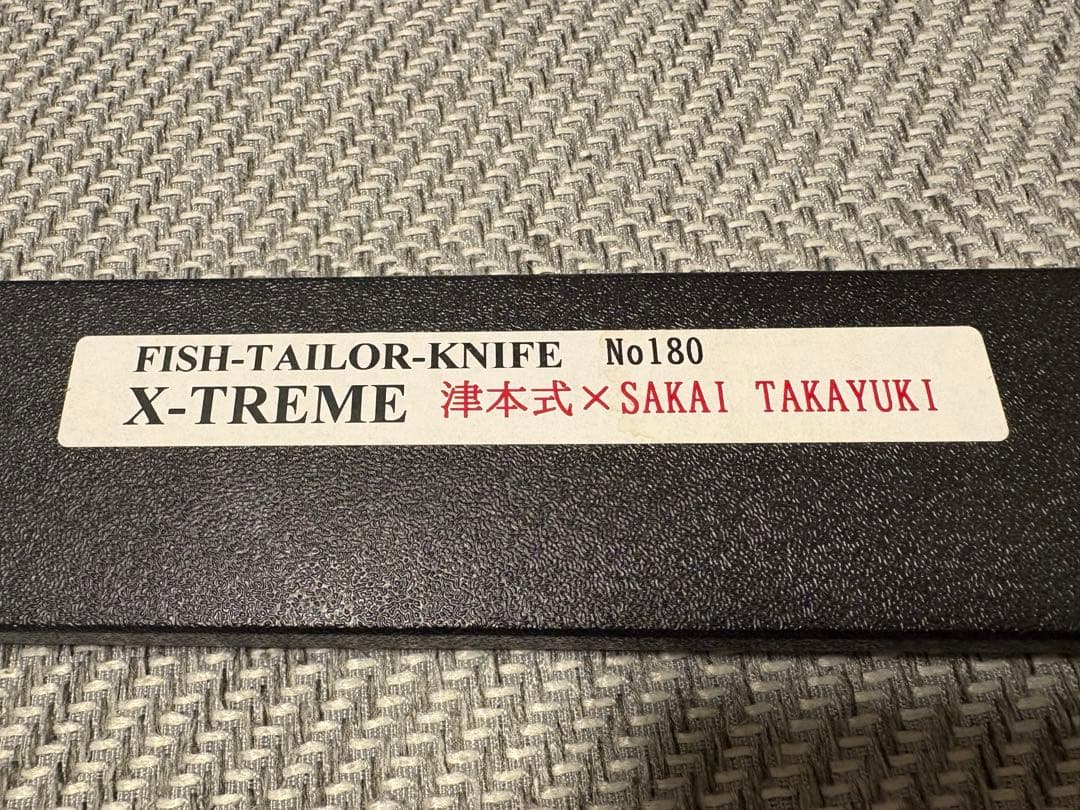 FISH-TAILOR-KNIFE No180
X-TREME 津本式×SAKAI TAKAYUKI